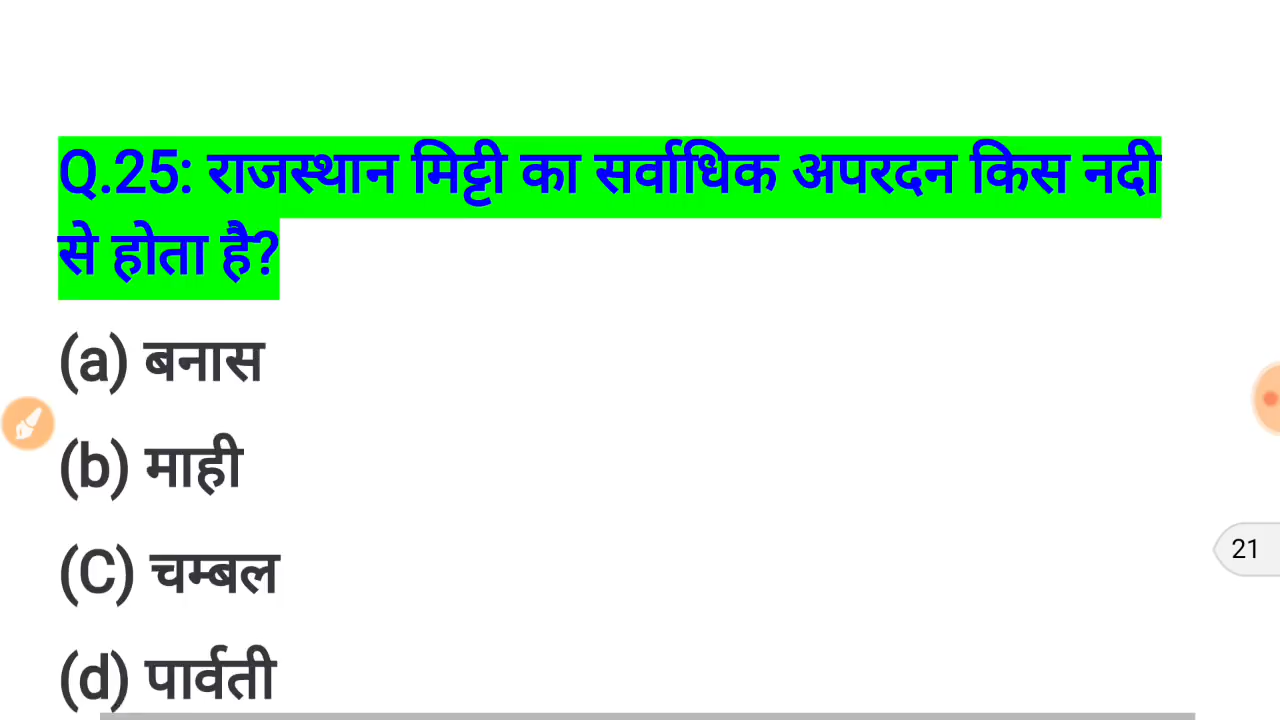 Q.25: राजस्थान मिट्टी का सर्वाधिक अपरदन किस नदी
से होता है?
(a) बनास
(b) माही
(C) चम्बल
21
(d) पार्वती